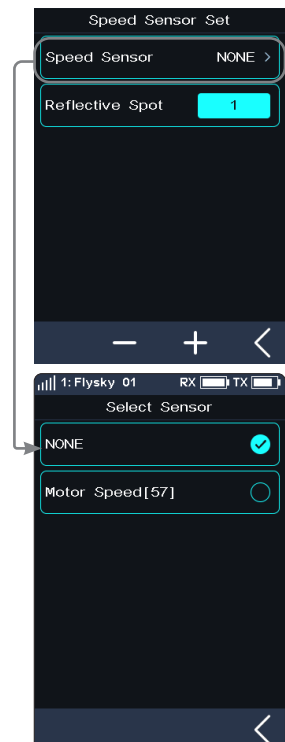 Speed Sensor Set
Speed Sensor NONE >
Reflective Spot 1
1: Flysky 01 RX TX
Select Sensor
NONE
Motor Speed[57]